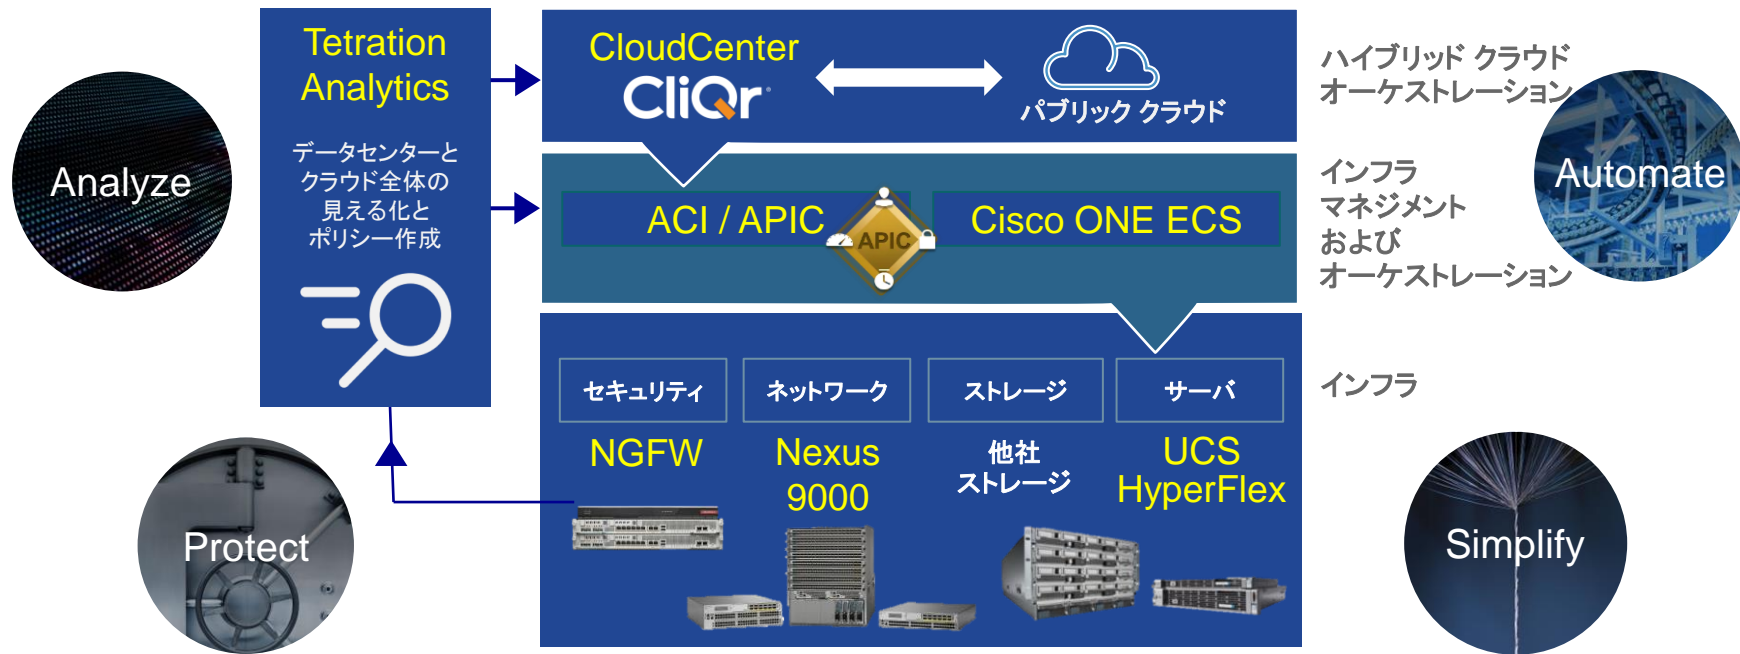 Analyze
Tetration
Analytics
データセンターと
クラウド全体の
見える化と
ポリシー作成
CloudCenter
CliQr
パブリック クラウド
ハイブリッド クラウド
オーケストレーション
ACI / APIC
APIC
Cisco ONE ECS
インフラ
マネジメント
および
オーケストレーション
Automate
セキュリティ
ネットワーク
ストレージ
サーバ
インフラ
NGFW
Nexus
9000
他社
ストレージ
UCS
HyperFlex
Protect
Simplify